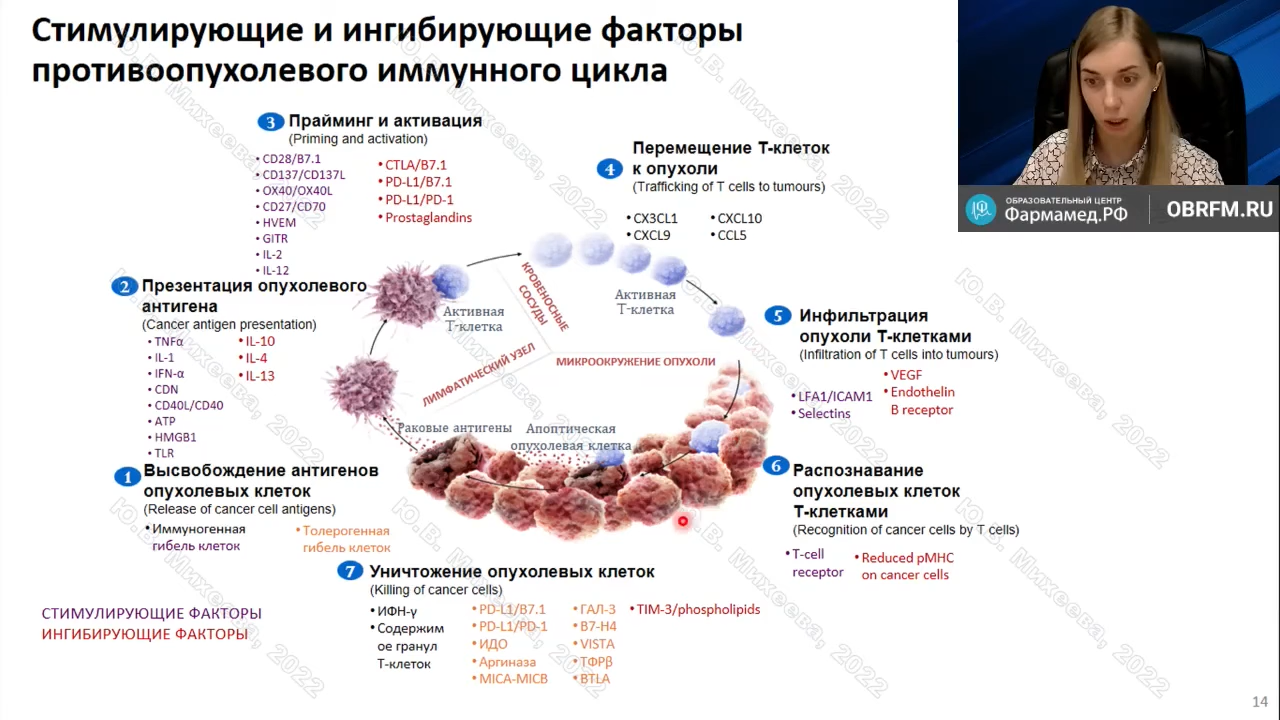 Стимулирующие и ингибирующие факторы
противоопухолевого иммунного цикла
ОБРАЗОВАТЕЛЬНЫЙ ЦЕНТР
Фармамед.РФ
OBRFM.RU
3 Прайминг и активация
(Priming and activation)
• CD28/B7.1
• CD137/CD137L
• OX40/OX40L
• CD27/CD70
• HVEM
• GITR
• IL-2
• IL-12
• CTLA/B7.1
• PD-L1/B7.1
• PD-L1/PD-1
• Prostaglandins
4 Перемещение Т-клеток
к опухоли
(Trafficking of T cells to tumours)
• CX3CL1
• CXCL9
• CXCL10
• CCL5
2 Презентация опухолевого
антигена
(Cancer antigen presentation)
• TNFα
• IL-1
• IFN-α
• CDN
• CD40L/CD40
• ATP
• HMGB1
• TLR
• IL-10
• IL-4
• IL-13
Активная
Т-клетка
КРОВЕНОСНЫЕ
СОСУДЫ
Активная
Т-клетка
ЛИМФАТИЧЕСКИЙ УЗЕЛ
МИКРООКРУЖЕНИЕ ОПУХОЛИ
5 Инфильтрация
опухоли Т-клетками
(Infiltration of T cells into tumours)
• LFA1/ICAM1
• Selectins
• VEGF
• Endothelin
B receptor
Раковые антигены
Апоптическая
опухолевая клетка
1 Высвобождение антигенов
опухолевых клеток
(Release of cancer cell antigens)
• Иммуногенная
гибель клеток
• Толерогенная
гибель клеток
6 Распознавание
опухолевых клеток
Т-клетками
(Recognition of cancer cells by T cells)
• T-cell
receptor
• Reduced pMHC
on cancer cells
7 Уничтожение опухолевых клеток
(Killing of cancer cells)
• ИФН-γ
• Содержим
ое гранул
Т-клеток
• PD-L1/B7.1
• PD-L1/PD-1
• ИДО
• Аргиназа
• MICA-MICB
• ГАЛ-3
• B7-H4
• VISTA
• ТФРβ
• BTLA
• TIM-3/phospholipids
СТИМУЛИРУЮЩИЕ ФАКТОРЫ
ИНГИБИРУЮЩИЕ ФАКТОРЫ
Ю.В. Михеева, 2022
14